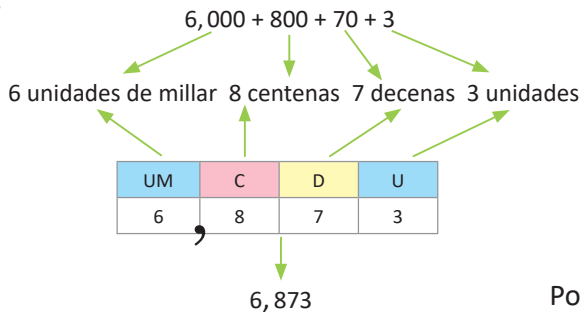 6,000 + 800 + 70 + 3
6 unidades de millar 8 centenas 7 decenas 3 unidades
UM C D U
6 , 8 7 3
6,873
Po